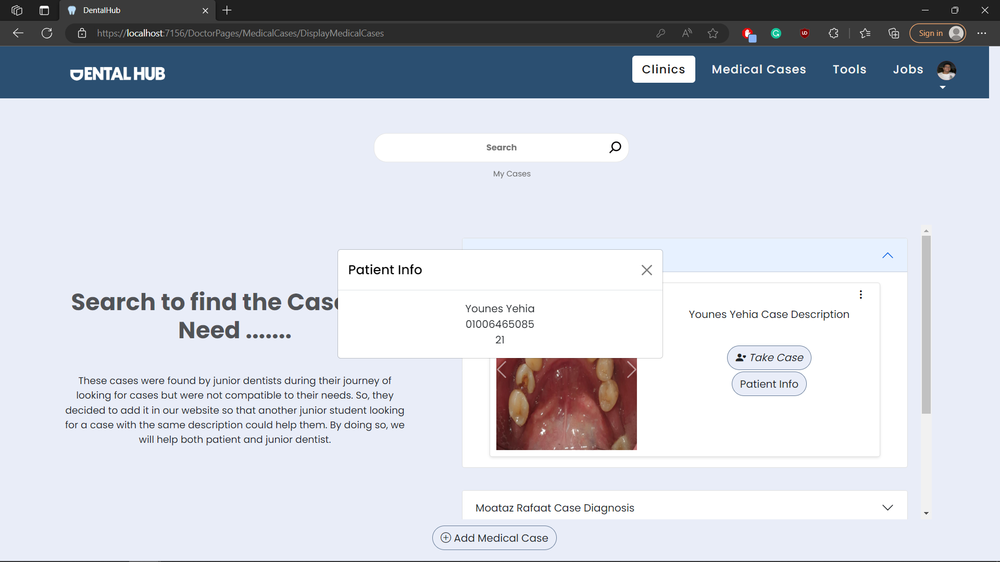 DentalHub
https://localhost:7156/DoctorPages/MedicalCases/DisplayMedicalCases
Sign in
DENTAL HUB
Clinics
Medical Cases
Tools
Jobs
Search
My Cases
Search to find the Cas
Need .......
These cases were found by junior dentists during their journey of
looking for cases but were not compatible to their needs. So, they
decided to add it in our website so that another junior student looking
for a case with the same description could help them. By doing so, we
will help both patient and junior dentist.
Patient Info
Younes Yehia
01006465085
21
Younes Yehia Case Description
Take Case
Patient Info
Moataz Rafaat Case Diagnosis
Add Medical Case